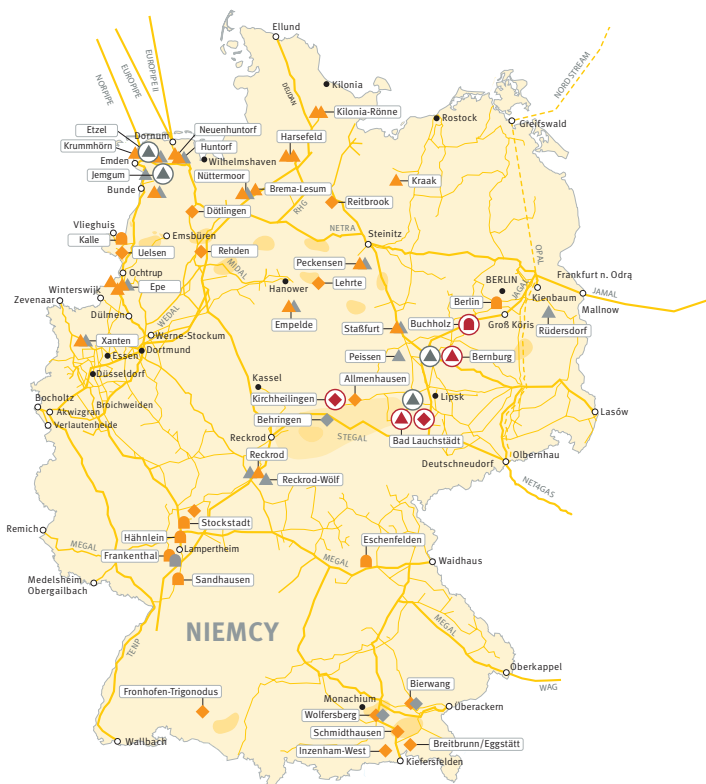 Ellund
NORPIPE
EUROPIPE
EUROPIPE II
DEUDAN
Kilonia
NORD STREAM
Kilonia-Rönne
Rostock
Greifswald
Etzel
Neuenhuntorf
Dornum
Krummhörn
Huntorf
Harsefeld
Emden
Wilhelmshaven
Jemgum
Nüttermoor
Brema-Lesum
Kraak
Bunde
RHG
Reitbrook
Dötlingen
Vlieghuis
Emsbüren
NETRA
Steinitz
Kalle
Uelsen
Rehden
OPAL
MIDAL
Peckensen
Ochtrup
Hanower
Lehrte
BERLIN
Frankfurt n. Odrą
Winterswijk
Epe
JAGAL
JAMAL
Zevenaar
Berlin
Kienbaum
Mallnow
Dülmen
WEDAL
Empelde
Staßfurt
Buchholz
Groß Köris
Rüdersdorf
Xanten
Werne-Stockum
Essen
Dortmund
Peissen
Bernburg
Düsseldorf
Kassel
Allmenhausen
Bocholtz
Broichweiden
Kirchheilingen
Lipsk
Akwizgran
Lasów
Verlautenheide
Behringen
Reckrod
STEGAL
Bad Lauchstädt
Olbernhau
Reckrod
Deutschneudorf
Reckrod-Wölf
NET4GAS
Stockstadt
Remich
Hähnlein
MEGAL
Lampertheim
Eschenfelden
Frankenthal
MEGAL
Waidhaus
Medelsheim
Obergailbach
Sandhausen
NIEMCY
MEGAL
TENP
Oberkappel
Bierwang
WAG
Fronhofen-Trigonodus
Monachium
Überackern
Wolfersberg
Schmidthausen
Wallbach
Breitbrunn/Eggstätt
Inzenham-West
Kiefersfelden